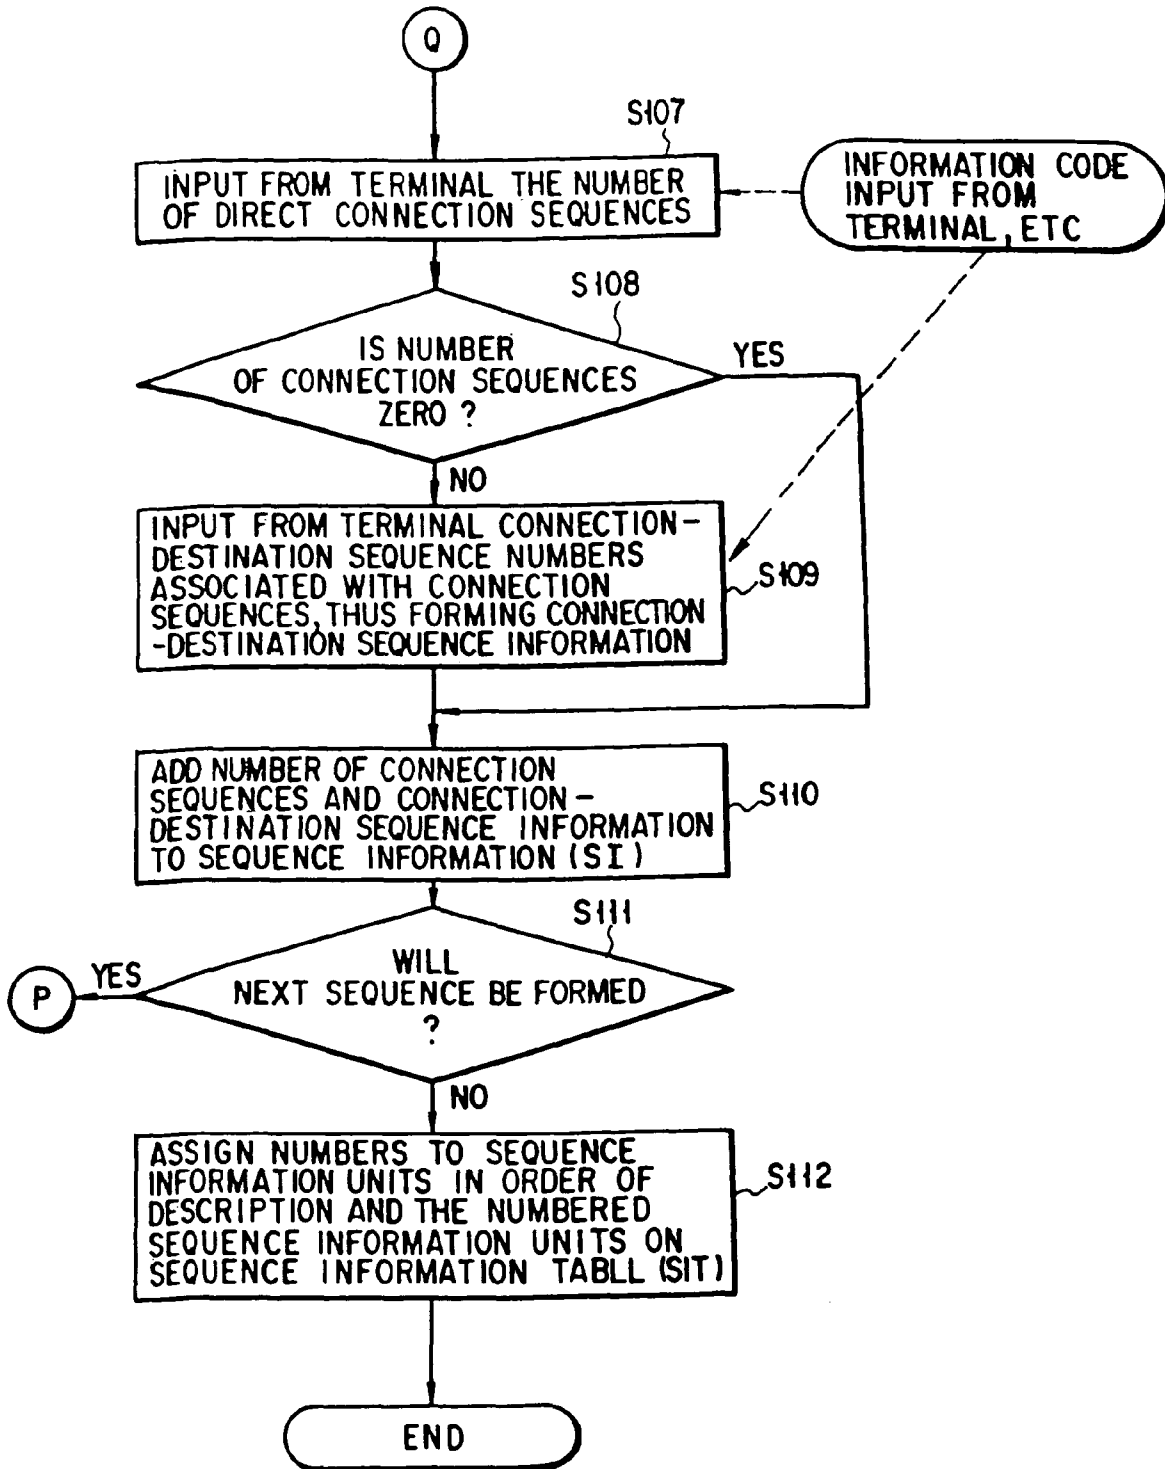 Q
S107
INPUT FROM TERMINAL THE NUMBER
OF DIRECT CONNECTION SEQUENCES
INFORMATION CODE
INPUT FROM
TERMINAL, ETC
S108
IS NUMBER
OF CONNECTION SEQUENCES
ZERO ?
YES
NO
INPUT FROM TERMINAL CONNECTION-
DESTINATION SEQUENCE NUMBERS
ASSOCIATED WITH CONNECTION
SEQUENCES, THUS FORMING CONNECTION
-DESTINATION SEQUENCE INFORMATION
S109
ADD NUMBER OF CONNECTION
SEQUENCES AND CONNECTION-
DESTINATION SEQUENCE INFORMATION
TO SEQUENCE INFORMATION (SI)
S110
S111
WILL
NEXT SEQUENCE BE FORMED
?
YES
P
NO
ASSIGN NUMBERS TO SEQUENCE
INFORMATION UNITS IN ORDER OF
DESCRIPTION AND THE NUMBERED
SEQUENCE INFORMATION UNITS ON
SEQUENCE INFORMATION TABLL (SIT)
S112
END